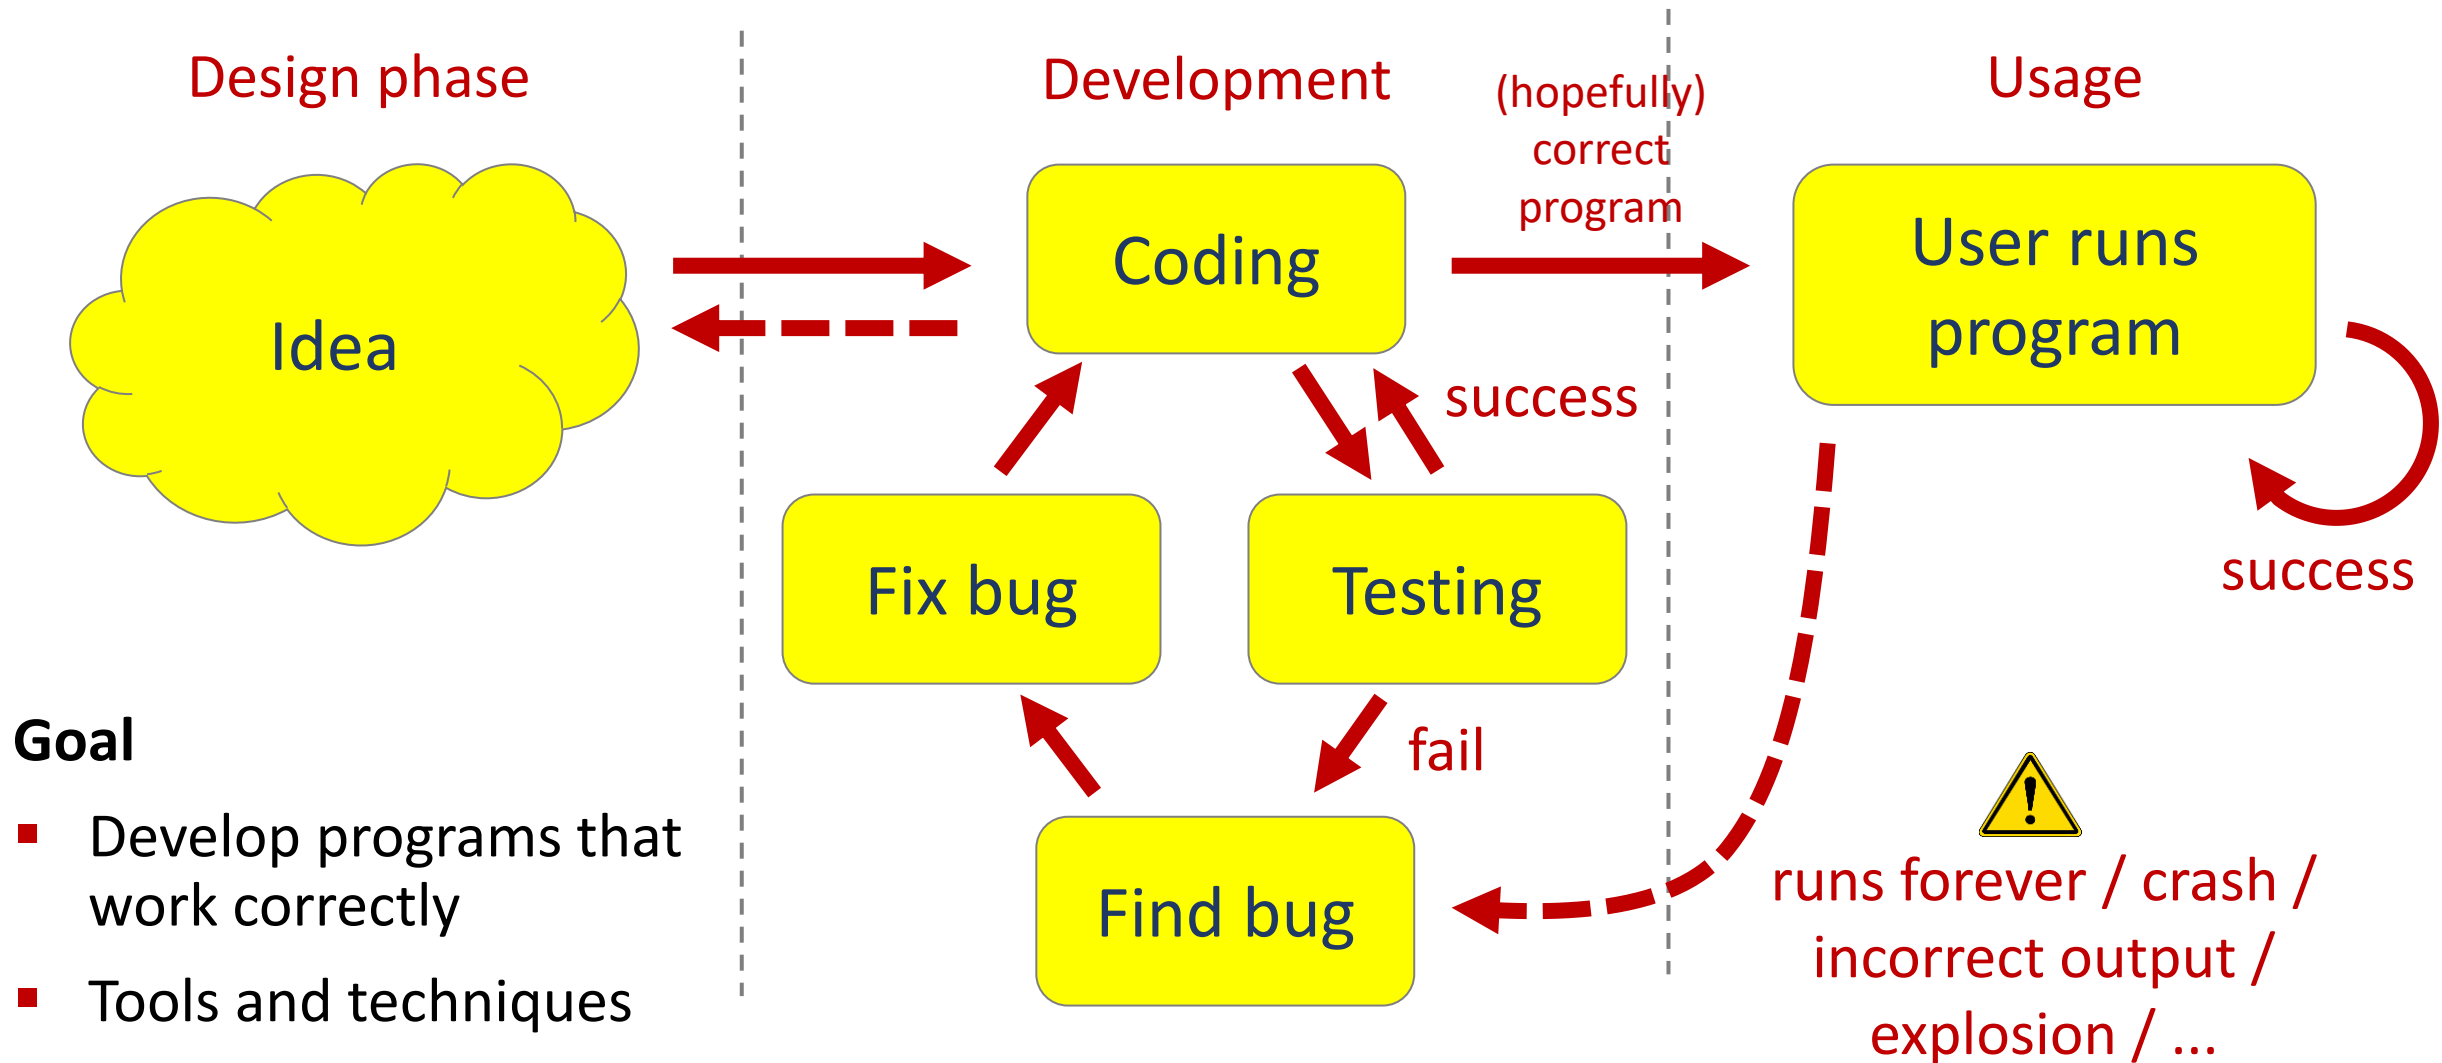 Design phase
Development
(hopefully)
correct
program
Usage
Idea
Coding
User runs
program
success
Fix bug
Testing
success
fail
Find bug
Goal
▪ Develop programs that
work correctly
▪ Tools and techniques
runs forever / crash /
incorrect output /
explosion / ...